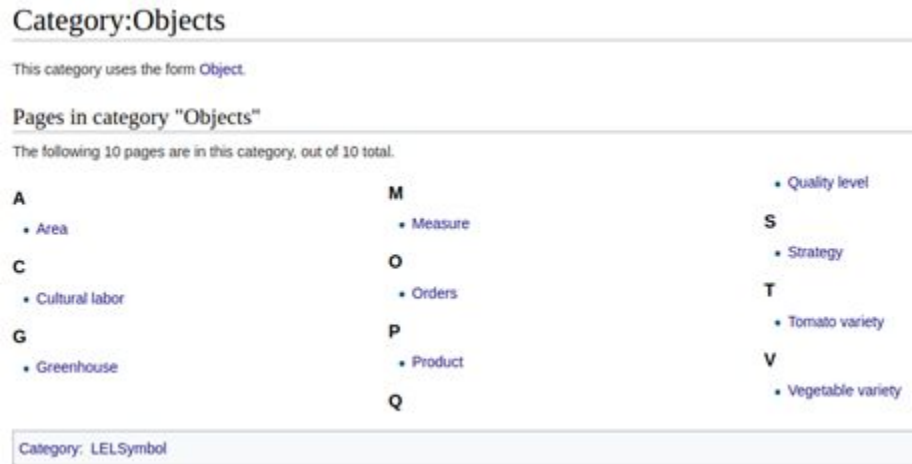 Category:Objects
This category uses the form Object.
Pages in category "Objects"
The following 10 pages are in this category, out of 10 total.
A
• Area
C
• Cultural labor
G
• Greenhouse
M
• Measure
O
• Orders
P
• Product
Q
• Quality level
S
• Strategy
T
• Tomato variety
V
• Vegetable variety
Category: LELSymbol